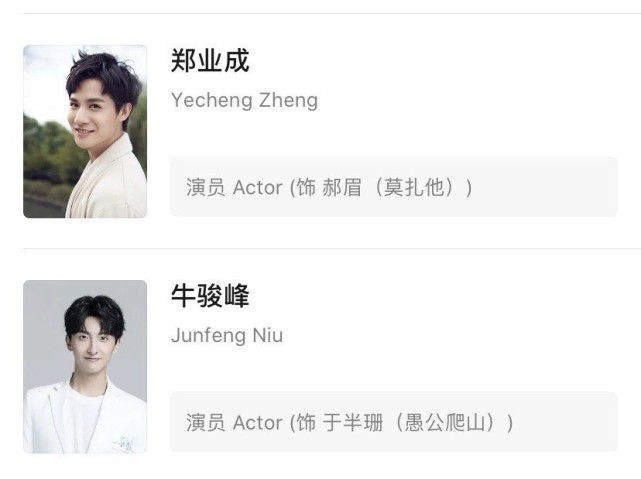 郑业成
Yecheng Zheng
演员 Actor (饰 郝眉（莫扎他）)
牛骏峰
Junfeng Niu
演员 Actor (饰 于半珊（愚公爬山）)